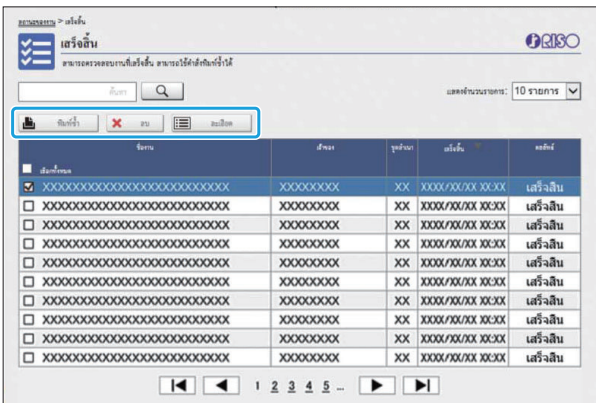 สถานะของงาน > เสร็จสิ้น
เสร็จสิ้น
RISO
สามารถตรวจสอบงานที่เสร็จสิ้น สามารถใช้คำสั่งพิมพ์ซ้ำได้
ค้นหา
แสดงจำนวนรายการ: 10 รายการ
พิมพ์ซ้ำ ลบ ละเอียด
ชื่องาน เจ้าของ ชุดสำเนา เสร็จสิ้น ผลลัพธ์
เลือกทั้งหมด
XXXXXXXXXXXXXXXXXXXXXXXXXX XXXXXXXX XX XXXX/XX/XX XX:XX เสร็จสิ้น
XXXXXXXXXXXXXXXXXXXXXXXXXX XXXXXXXX XX XXXX/XX/XX XX:XX เสร็จสิ้น
XXXXXXXXXXXXXXXXXXXXXXXXXX XXXXXXXX XX XXXX/XX/XX XX:XX เสร็จสิ้น
XXXXXXXXXXXXXXXXXXXXXXXXXX XXXXXXXX XX XXXX/XX/XX XX:XX เสร็จสิ้น
XXXXXXXXXXXXXXXXXXXXXXXXXX XXXXXXXX XX XXXX/XX/XX XX:XX เสร็จสิ้น
XXXXXXXXXXXXXXXXXXXXXXXXXX XXXXXXXX XX XXXX/XX/XX XX:XX เสร็จสิ้น
XXXXXXXXXXXXXXXXXXXXXXXXXX XXXXXXXX XX XXXX/XX/XX XX:XX เสร็จสิ้น
XXXXXXXXXXXXXXXXXXXXXXXXXX XXXXXXXX XX XXXX/XX/XX XX:XX เสร็จสิ้น
XXXXXXXXXXXXXXXXXXXXXXXXXX XXXXXXXX XX XXXX/XX/XX XX:XX เสร็จสิ้น
XXXXXXXXXXXXXXXXXXXXXXXXXX XXXXXXXX XX XXXX/XX/XX XX:XX เสร็จสิ้น
1 2 3 4 5 ...